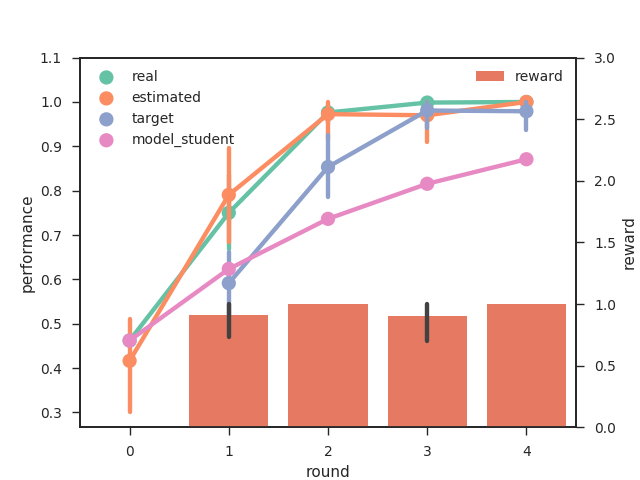 1.1
1.0
0.9
0.8
0.7
0.6
0.5
0.4
0.3
performance
real
estimated
target
model_student
reward
3.0
2.5
2.0
1.5
1.0
0.5
0.0
reward
0 1 2 3 4
round